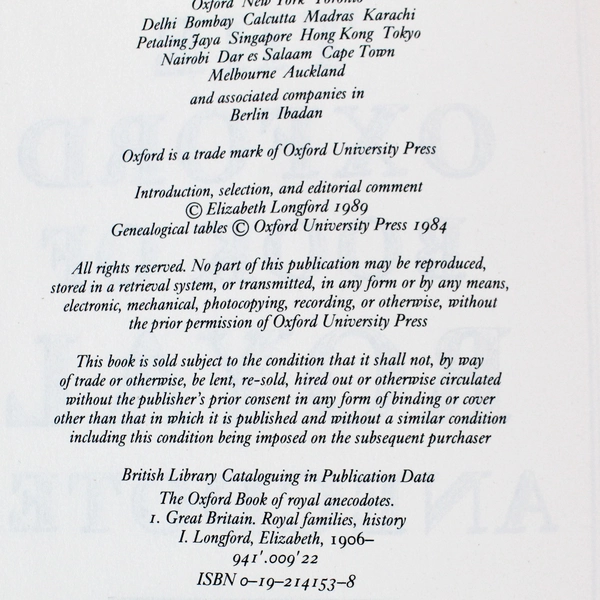 Oxford New York Toronto
Delhi Bombay Calcutta Madras Karachi
Petaling Jaya Singapore Hong Kong Tokyo
Nairobi Dar es Salaam Cape Town
Melbourne Auckland
and associated companies in
Berlin Ibadan
Oxford is a trade mark of Oxford University Press
Introduction, selection, and editorial comment
© Elizabeth Longford 1989
Genealogical tables © Oxford University Press 1984
All rights reserved. No part of this publication may be reproduced,
stored in a retrieval system, or transmitted, in any form or by any means,
electronic, mechanical, photocopying, recording, or otherwise, without
the prior permission of Oxford University Press
This book is sold subject to the condition that it shall not, by way
of trade or otherwise, be lent, re-sold, hired out or otherwise circulated
without the publisher's prior consent in any form of binding or cover
other than that in which it is published and without a similar condition
including this condition being imposed on the subsequent purchaser
British Library Cataloguing in Publication Data
The Oxford Book of royal anecdotes.
1. Great Britain. Royal families, history
I. Longford, Elizabeth, 1906–
941'.009'22
ISBN 0–19–214153–8